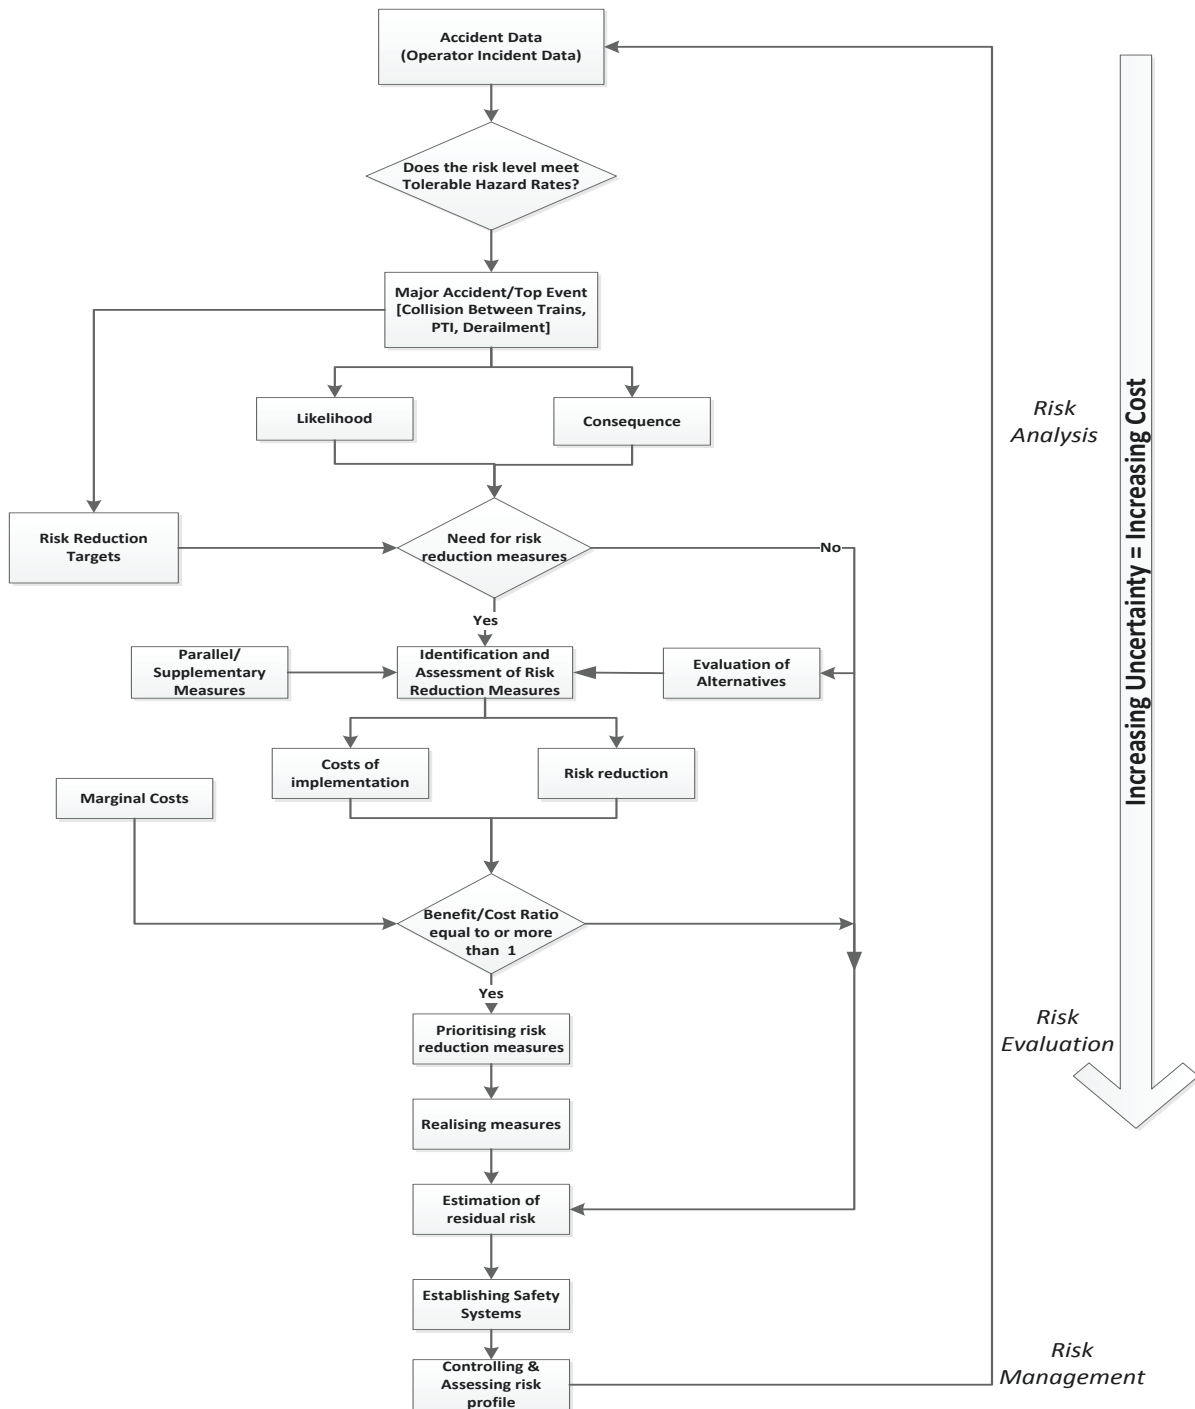 Accident Data
(Operator Incident Data)
Does the risk level meet
Tolerable Hazard Rates?
Major Accident/Top Event
[Collision Between Trains,
PTI, Derailment]
Likelihood
Consequence
Risk
Analysis
Increasing Uncertainty = Increasing Cost
Risk Reduction
Targets
Need for risk
reduction measures
No
Yes
Parallel/
Supplementary
Measures
Identification and
Assessment of Risk
Reduction Measures
Evaluation of
Alternatives
Costs of
implementation
Risk reduction
Marginal Costs
Benefit/Cost Ratio
equal to or more
than 1
Yes
Prioritising risk
reduction measures
Risk
Evaluation
Realising measures
Estimation of
residual risk
Establishing Safety
Systems
Controlling &
Assessing risk
profile
Risk
Management